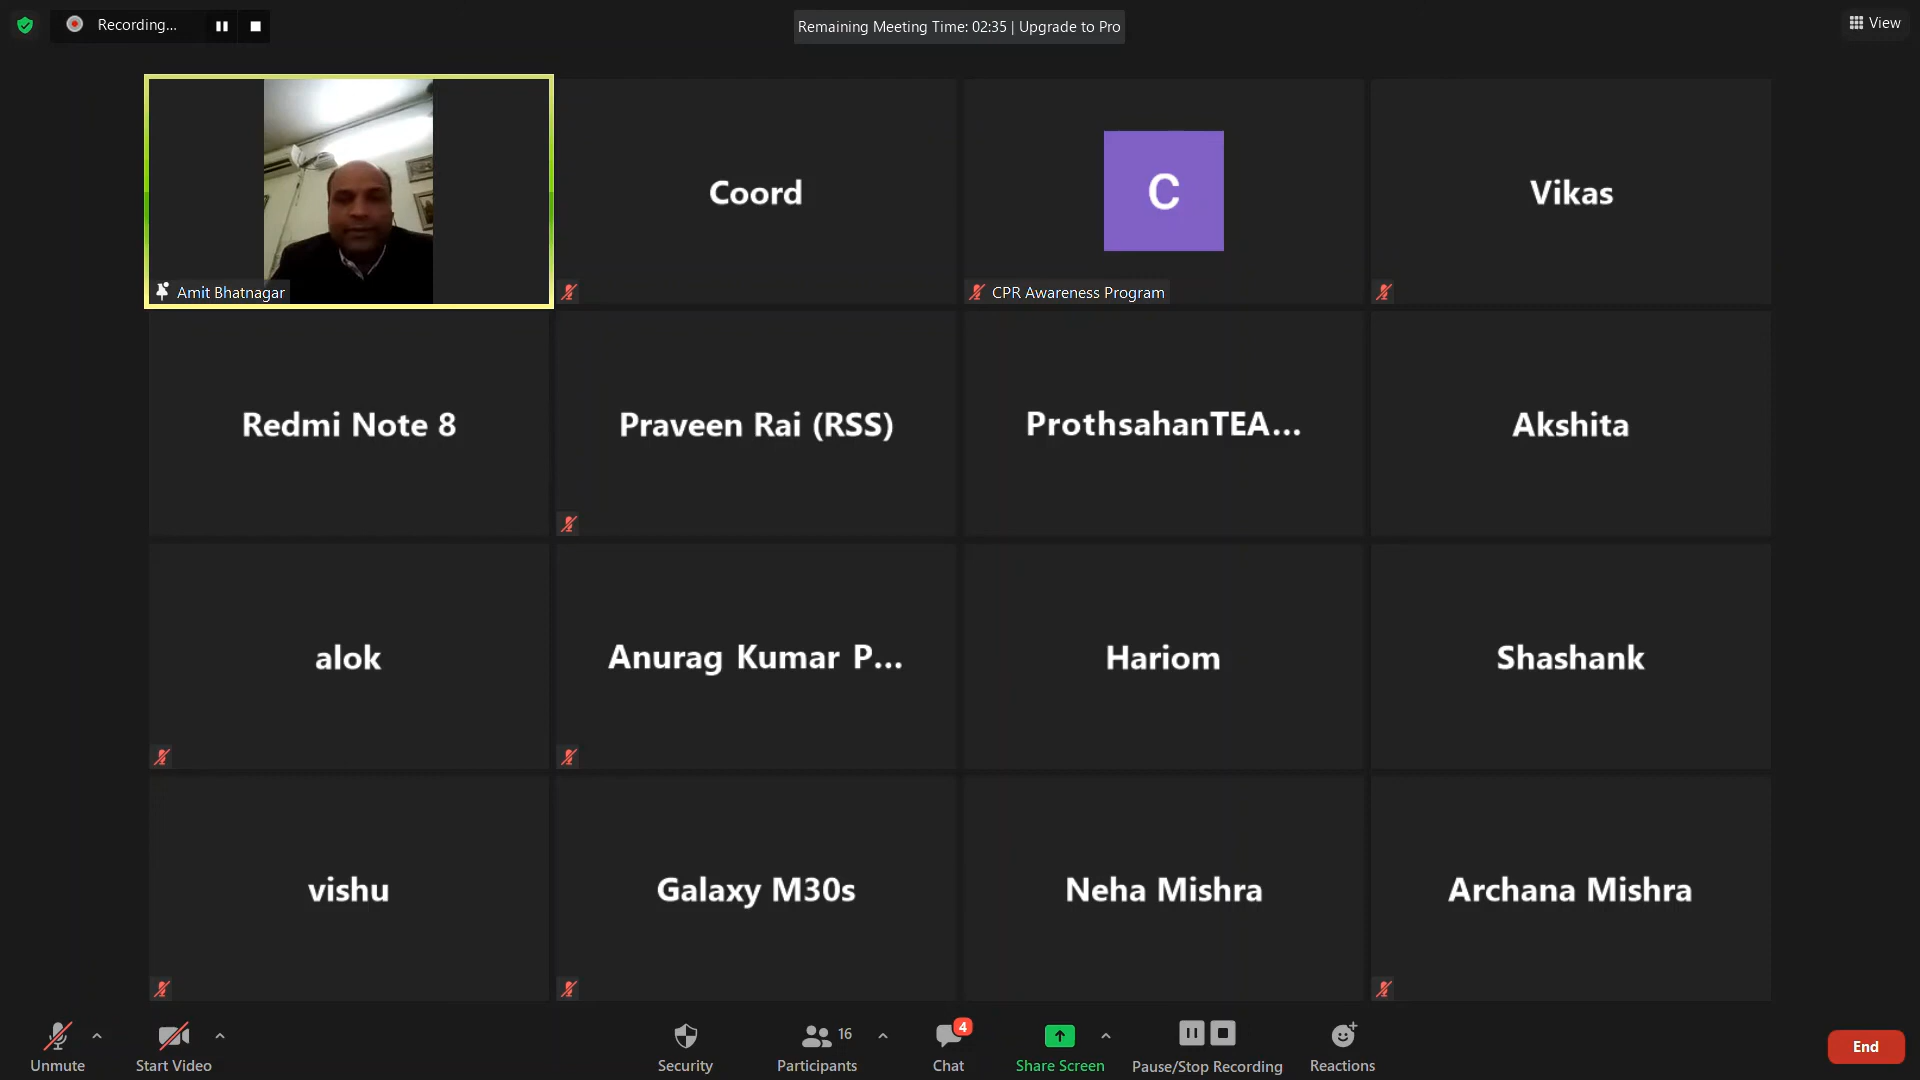 Recording...
Remaining Meeting Time: 02:35 | Upgrade to Pro
View
Amit Bhatnagar
Coord
C
CPR Awareness Program
Vikas
Redmi Note 8
Praveen Rai (RSS)
ProthsahanTEA...
Akshita
alok
Anurag Kumar P...
Hariom
Shashank
vishu
Galaxy M30s
Neha Mishra
Archana Mishra
Unmute
Start Video
Security
16
Participants
4
Chat
Share Screen
Pause/Stop Recording
Reactions
End